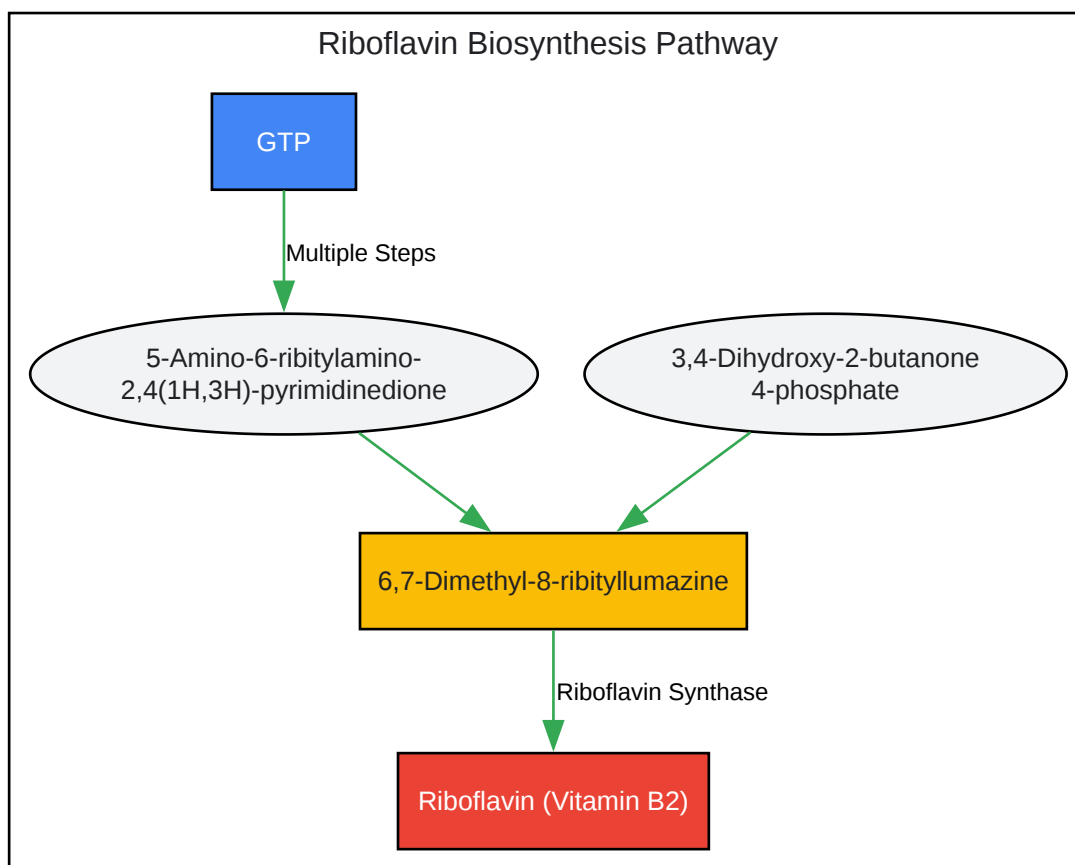 Riboflavin Biosynthesis Pathway
GTP
Multiple Steps
5-Amino-6-ribitylamino-
2,4(1H,3H)-pyrimidinedione
3,4-Dihydroxy-2-butanone
4-phosphate
6,7-Dimethyl-8-ribityllumazine
Riboflavin Synthase
Riboflavin (Vitamin B2)